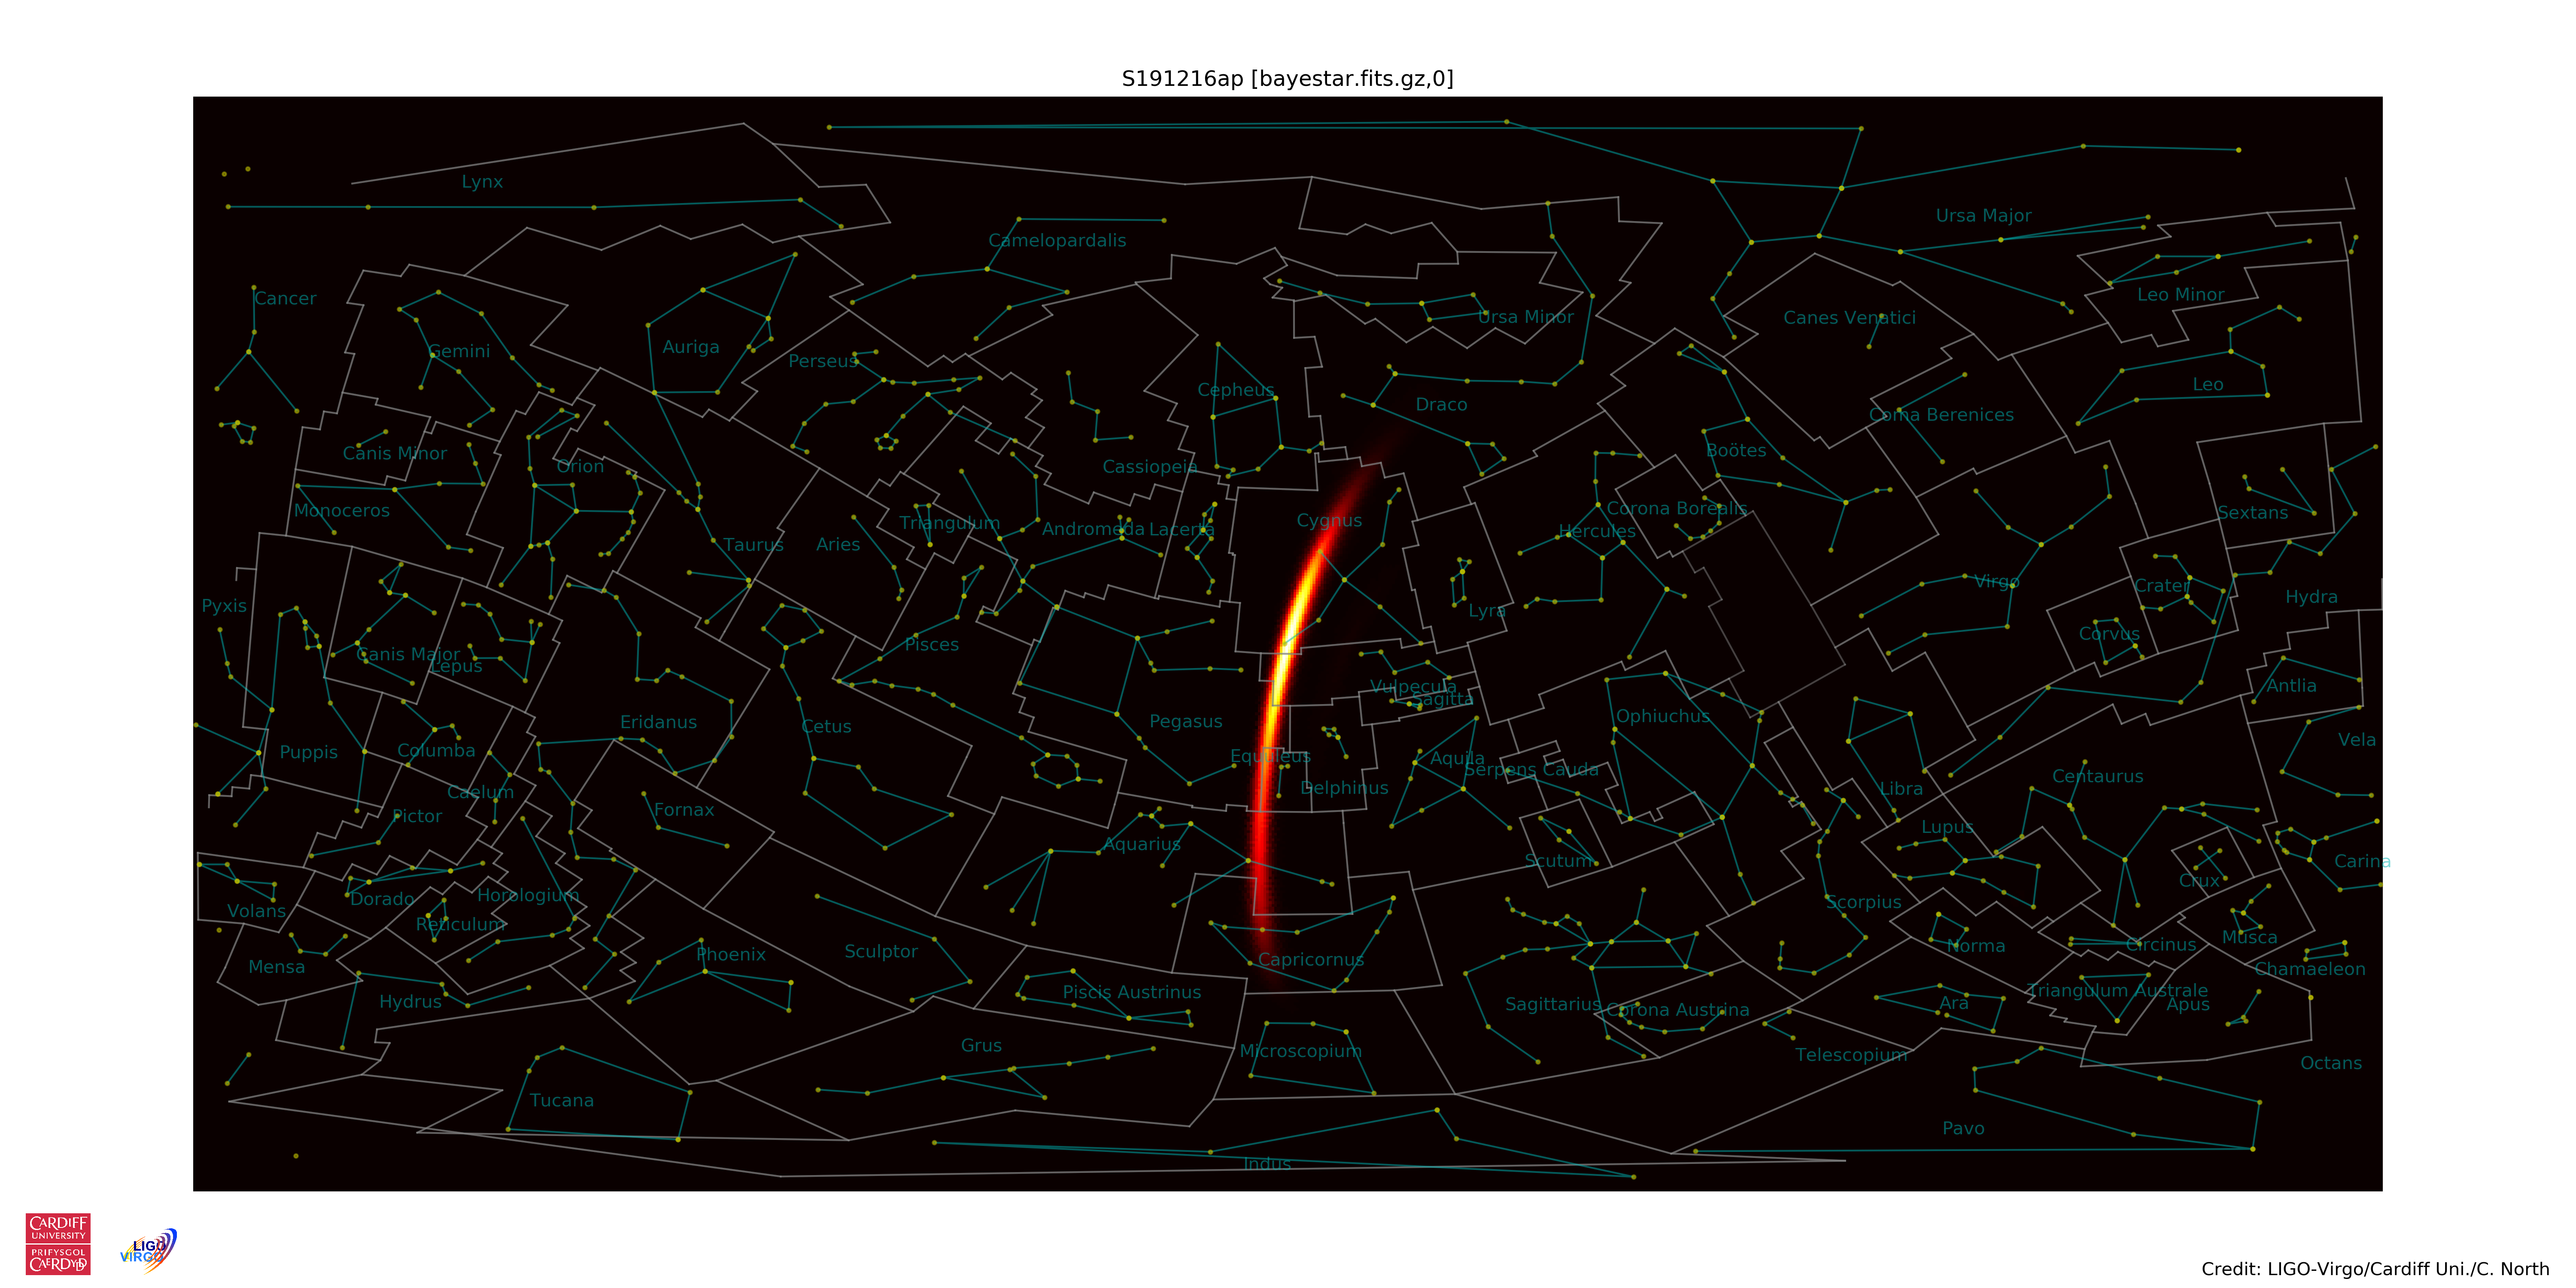 S191216ap [bayestar.fits.gz,0]
Lynx
Ursa Major
Camelopardalis
Cancer
Leo Minor
Ursa Minor
Canes Venatici
Auriga
Gemini
Perseus
Leo
Cepheus
Draco
Coma Berenices
Boötes
Canis Minor
Orion
Cassiopeia
Monoceros
Corona Borealis
Sextans
Cygnus
Triangulum
Andromeda
Lacerta
Hercules
Taurus
Aries
Virgo
Crater
Hydra
Pyxis
Lyra
Corvus
Pisces
Canis Major
Lepus
Vulpecula
Antlia
Sagitta
Ophiuchus
Eridanus
Pegasus
Cetus
Vela
Columba
Puppis
Equuleus
Aquila
Serpens Cauda
Centaurus
Libra
Delphinus
Caelum
Fornax
Pictor
Lupus
Aquarius
Scutum
Carina
Crux
Horologium
Dorado
Scorpius
Volans
Reticulum
Musca
Circinus
Norma
Sculptor
Phoenix
Capricornus
Mensa
Chamaeleon
Triangulum Australe
Piscis Austrinus
Hydrus
Sagittarius
Ara
Apus
Corona Austrina
Grus
Microscopium
Telescopium
Octans
Tucana
Pavo
Indus
CARDIFF
UNIVERSITY
PRIFYSGOL
CAERDYDD
LIGO
VIRGO
Credit: LIGO-Virgo/Cardiff Uni./C. North